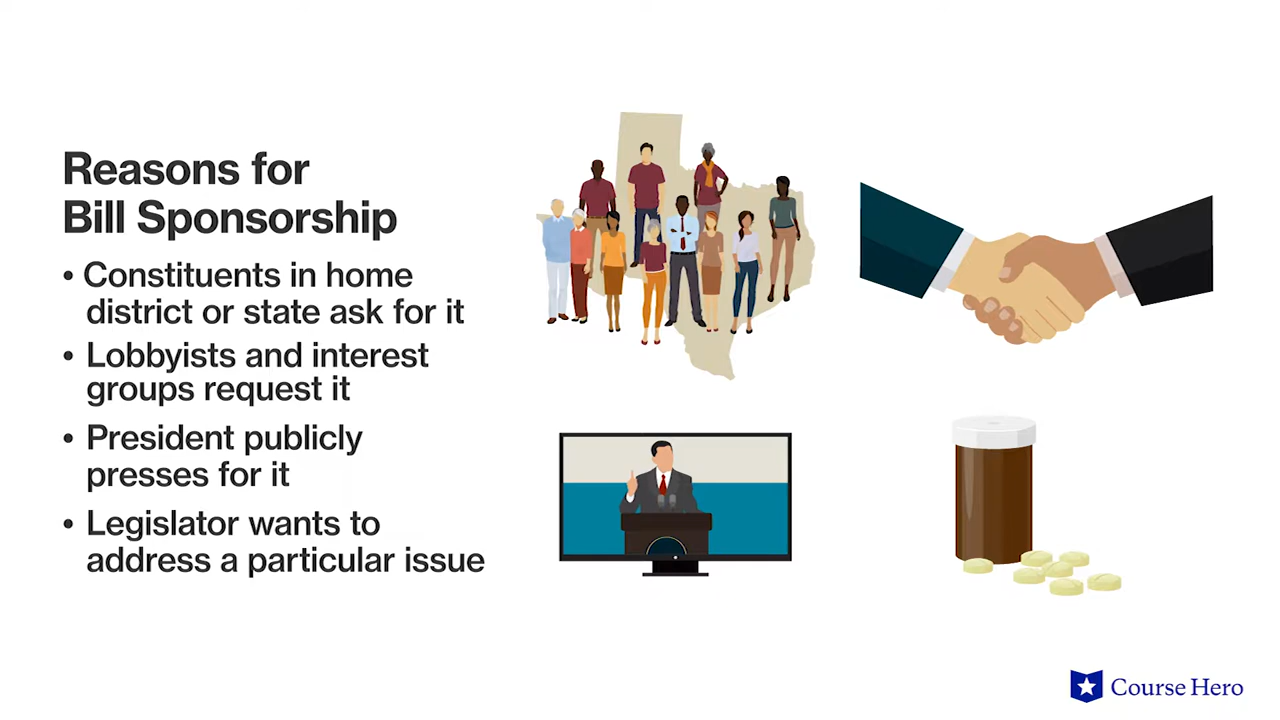 Reasons for
Bill Sponsorship
• Constituents in home
district or state ask for it
• Lobbyists and interest
groups request it
• President publicly
presses for it
• Legislator wants to
address a particular issue
Course Hero